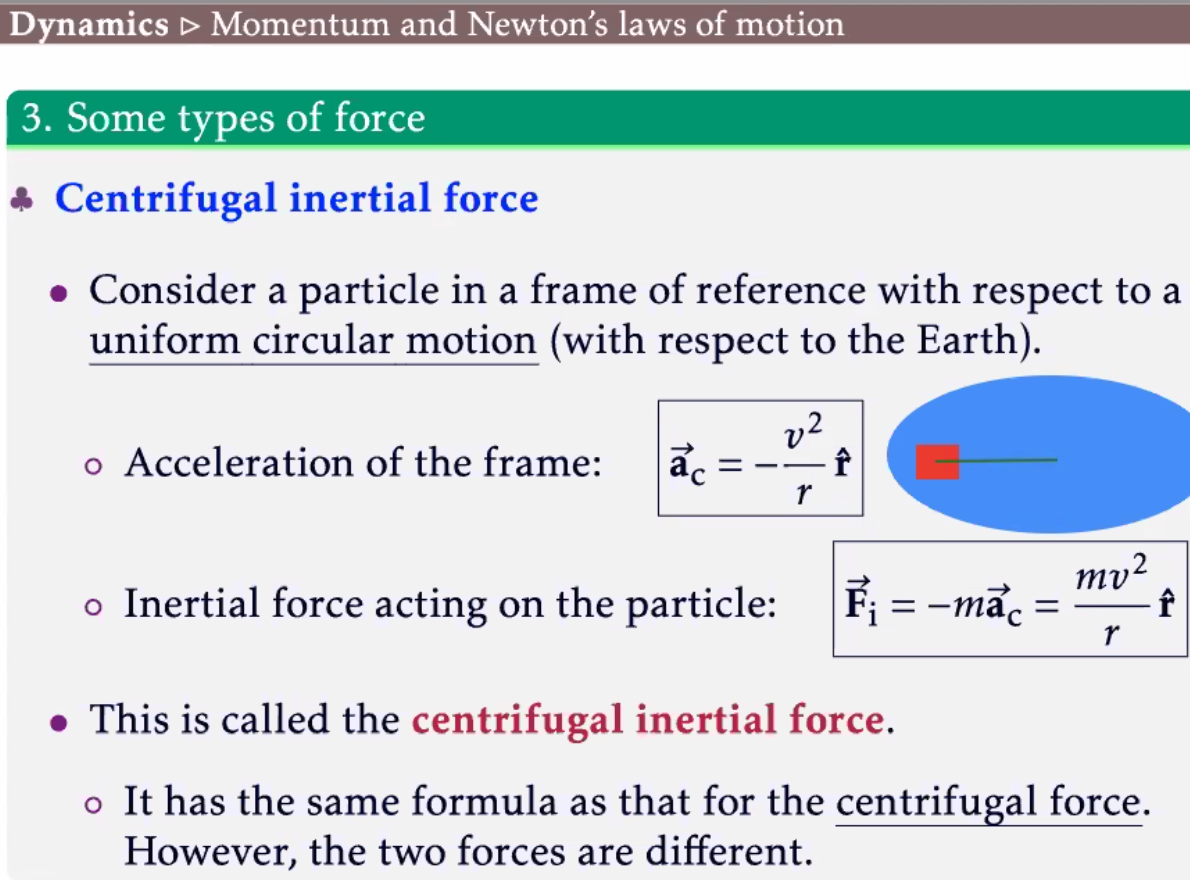 Dynamics ▷ Momentum and Newton's laws of motion
3. Some types of force
♣ Centrifugal inertial force
• Consider a particle in a frame of reference with respect to a
uniform circular motion (with respect to the Earth).
○ Acceleration of the frame: $\vec{\mathbf{a}}_c = -\frac{v^2}{r}\hat{\mathbf{r}}$
○ Inertial force acting on the particle: $\vec{\mathbf{F}}_i = -m\vec{\mathbf{a}}_c = \frac{mv^2}{r}\hat{\mathbf{r}}$
• This is called the centrifugal inertial force.
○ It has the same formula as that for the centrifugal force.
However, the two forces are different.